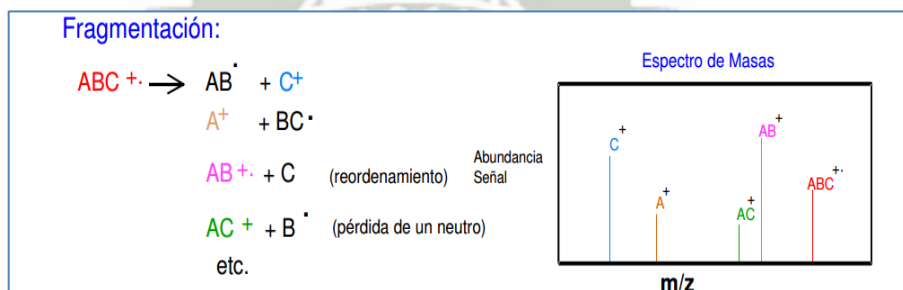 Fragmentación:
ABC +. → AB· + C+
A+ + BC·
AB +. + C (reordenamiento)
AC + + B· (pérdida de un neutro)
etc.
Espectro de Masas
Abundancia
Señal
C+
A+
AC+
AB+
ABC+.
m/z